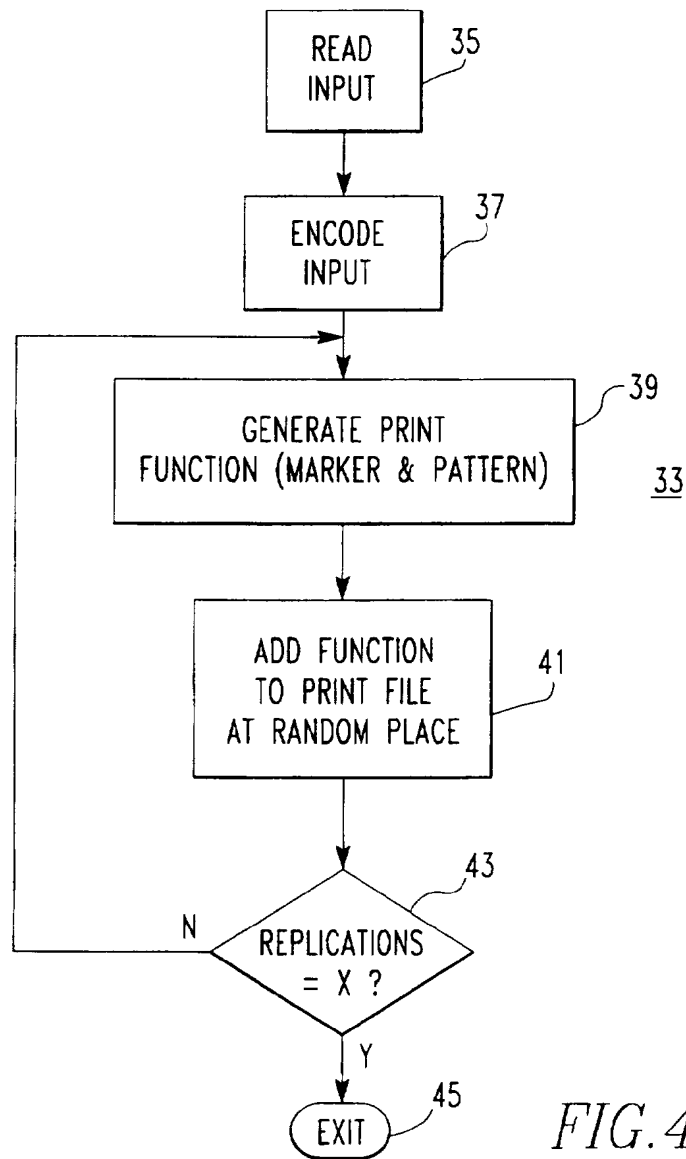 READ
INPUT
35
ENCODE
INPUT
37
GENERATE PRINT
FUNCTION (MARKER & PATTERN)
39
33
ADD FUNCTION
TO PRINT FILE
AT RANDOM PLACE
41
REPLICATIONS
= X ?
43
N
Y
EXIT
45
FIG.4